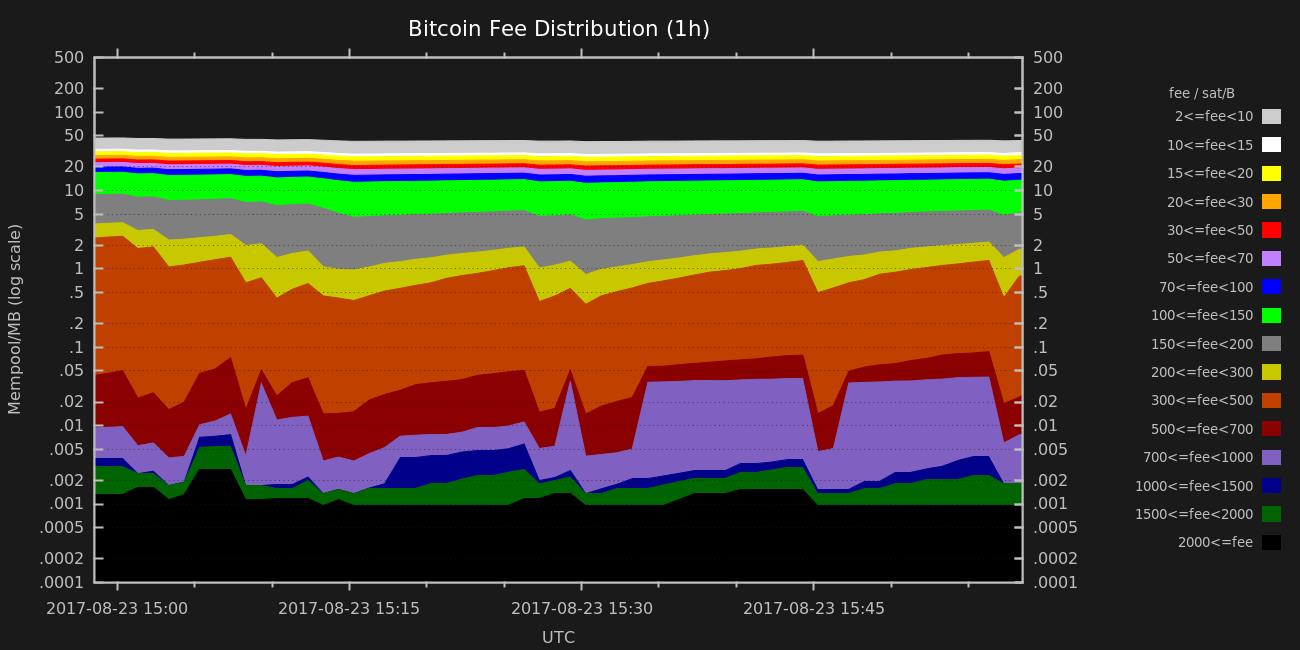 Bitcoin Fee Distribution (1h)
500 500
200 200
100 100
50 50
20 20
10 10
5 5
2 2
1 1
.5 .5
.2 .2
.1 .1
.05 .05
.02 .02
.01 .01
.005 .005
.002 .002
.001 .001
.0005 .0005
.0002 .0002
.0001 .0001
Mempool/MB (log scale)
2017-08-23 15:00 2017-08-23 15:15 2017-08-23 15:30 2017-08-23 15:45
UTC
fee / sat/B
2<=fee<10
10<=fee<15
15<=fee<20
20<=fee<30
30<=fee<50
50<=fee<70
70<=fee<100
100<=fee<150
150<=fee<200
200<=fee<300
300<=fee<500
500<=fee<700
700<=fee<1000
1000<=fee<1500
1500<=fee<2000
2000<=fee